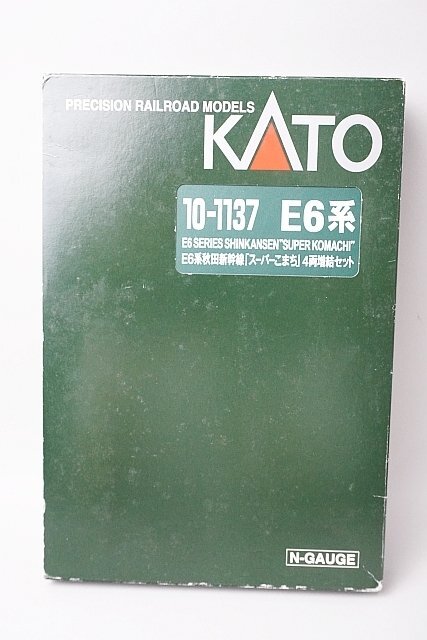 PRECISION RAILROAD MODELS
KATO
10-1137 E6系
E6 SERIES SHINKANSEN "SUPER KOMACHI"
E6系秋田新幹線「スーパーこまち」4両増結セット
N-GAUGE